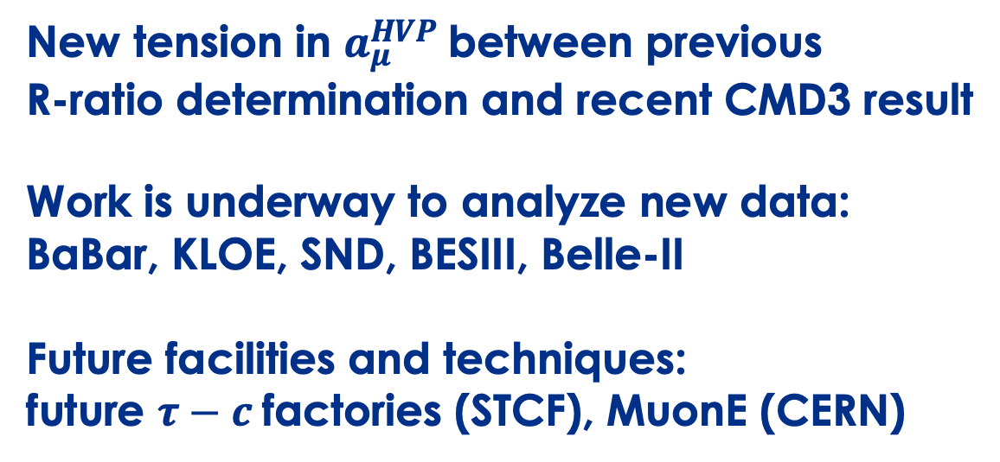 New tension in $a_\mu^{HVP}$ between previous
R-ratio determination and recent CMD3 result
Work is underway to analyze new data:
BaBar, KLOE, SND, BESIII, Belle-II
Future facilities and techniques:
future $\tau - c$ factories (STCF), MuonE (CERN)